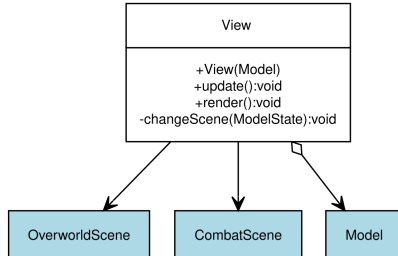 View
+View(Model)
+update():void
+render():void
-changeScene(ModelState):void
OverworldScene
CombatScene
Model